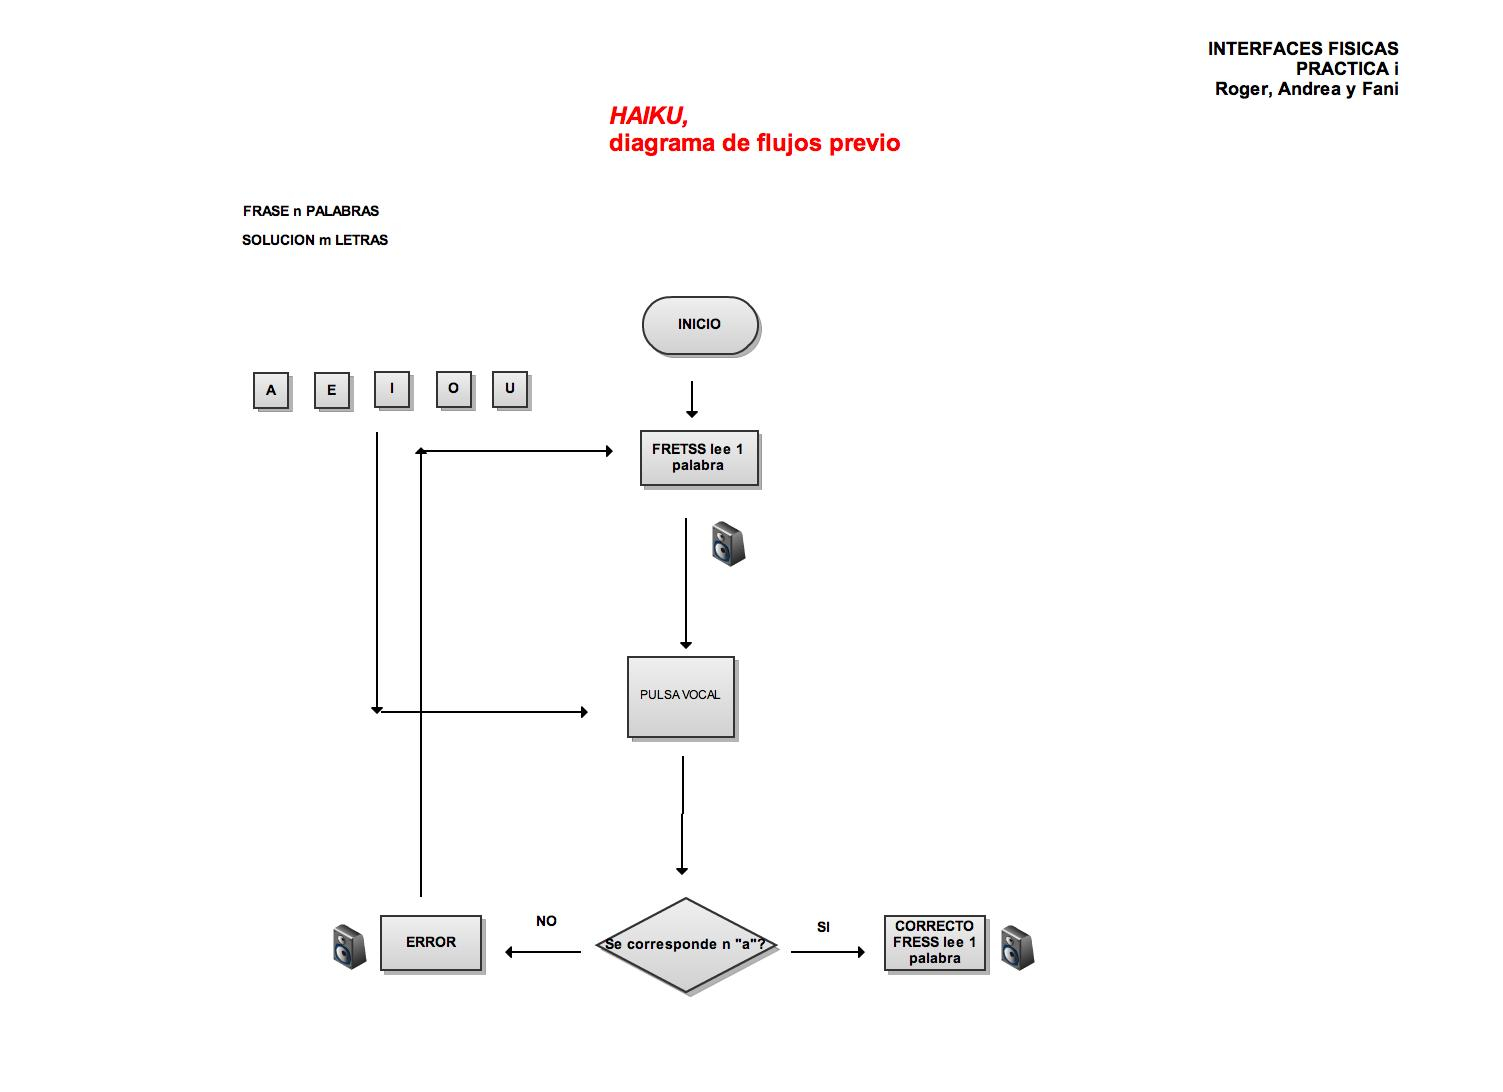 INTERFACES FISICAS
PRACTICA i
Roger, Andrea y Fani
HAIKU,
diagrama de flujos previo
FRASE n PALABRAS
SOLUCION m LETRAS
INICIO
A E I O U
FRETSS lee 1
palabra
PULSA VOCAL
NO
SI
ERROR
Se corresponde n "a"?
CORRECTO
FRESS lee 1
palabra